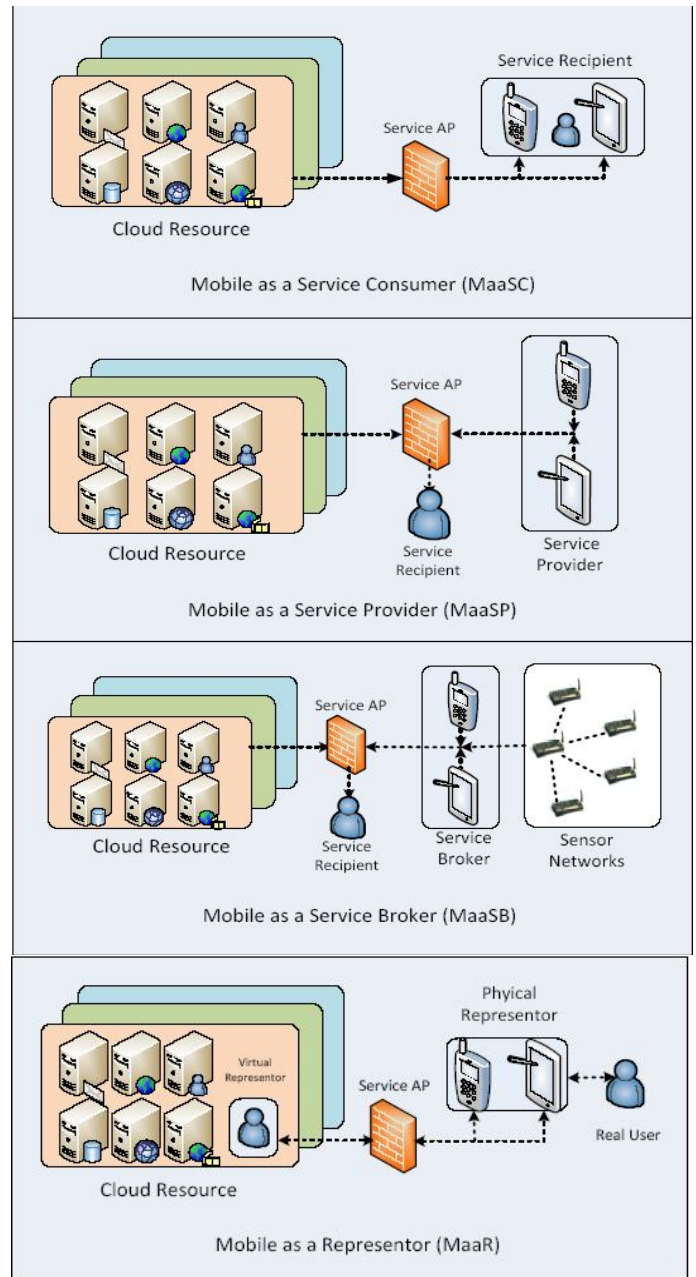 Service Recipient
Service AP
Cloud Resource
Mobile as a Service Consumer (MaaSC)
Service AP
Cloud Resource
Service
Recipient
Service
Provider
Mobile as a Service Provider (MaaSP)
Service AP
Cloud Resource
Service
Recipient
Service
Broker
Sensor
Networks
Mobile as a Service Broker (MaaSB)
Phyical
Representor
Virtual
Representor
Service AP
Real User
Cloud Resource
Mobile as a Representor (MaaR)